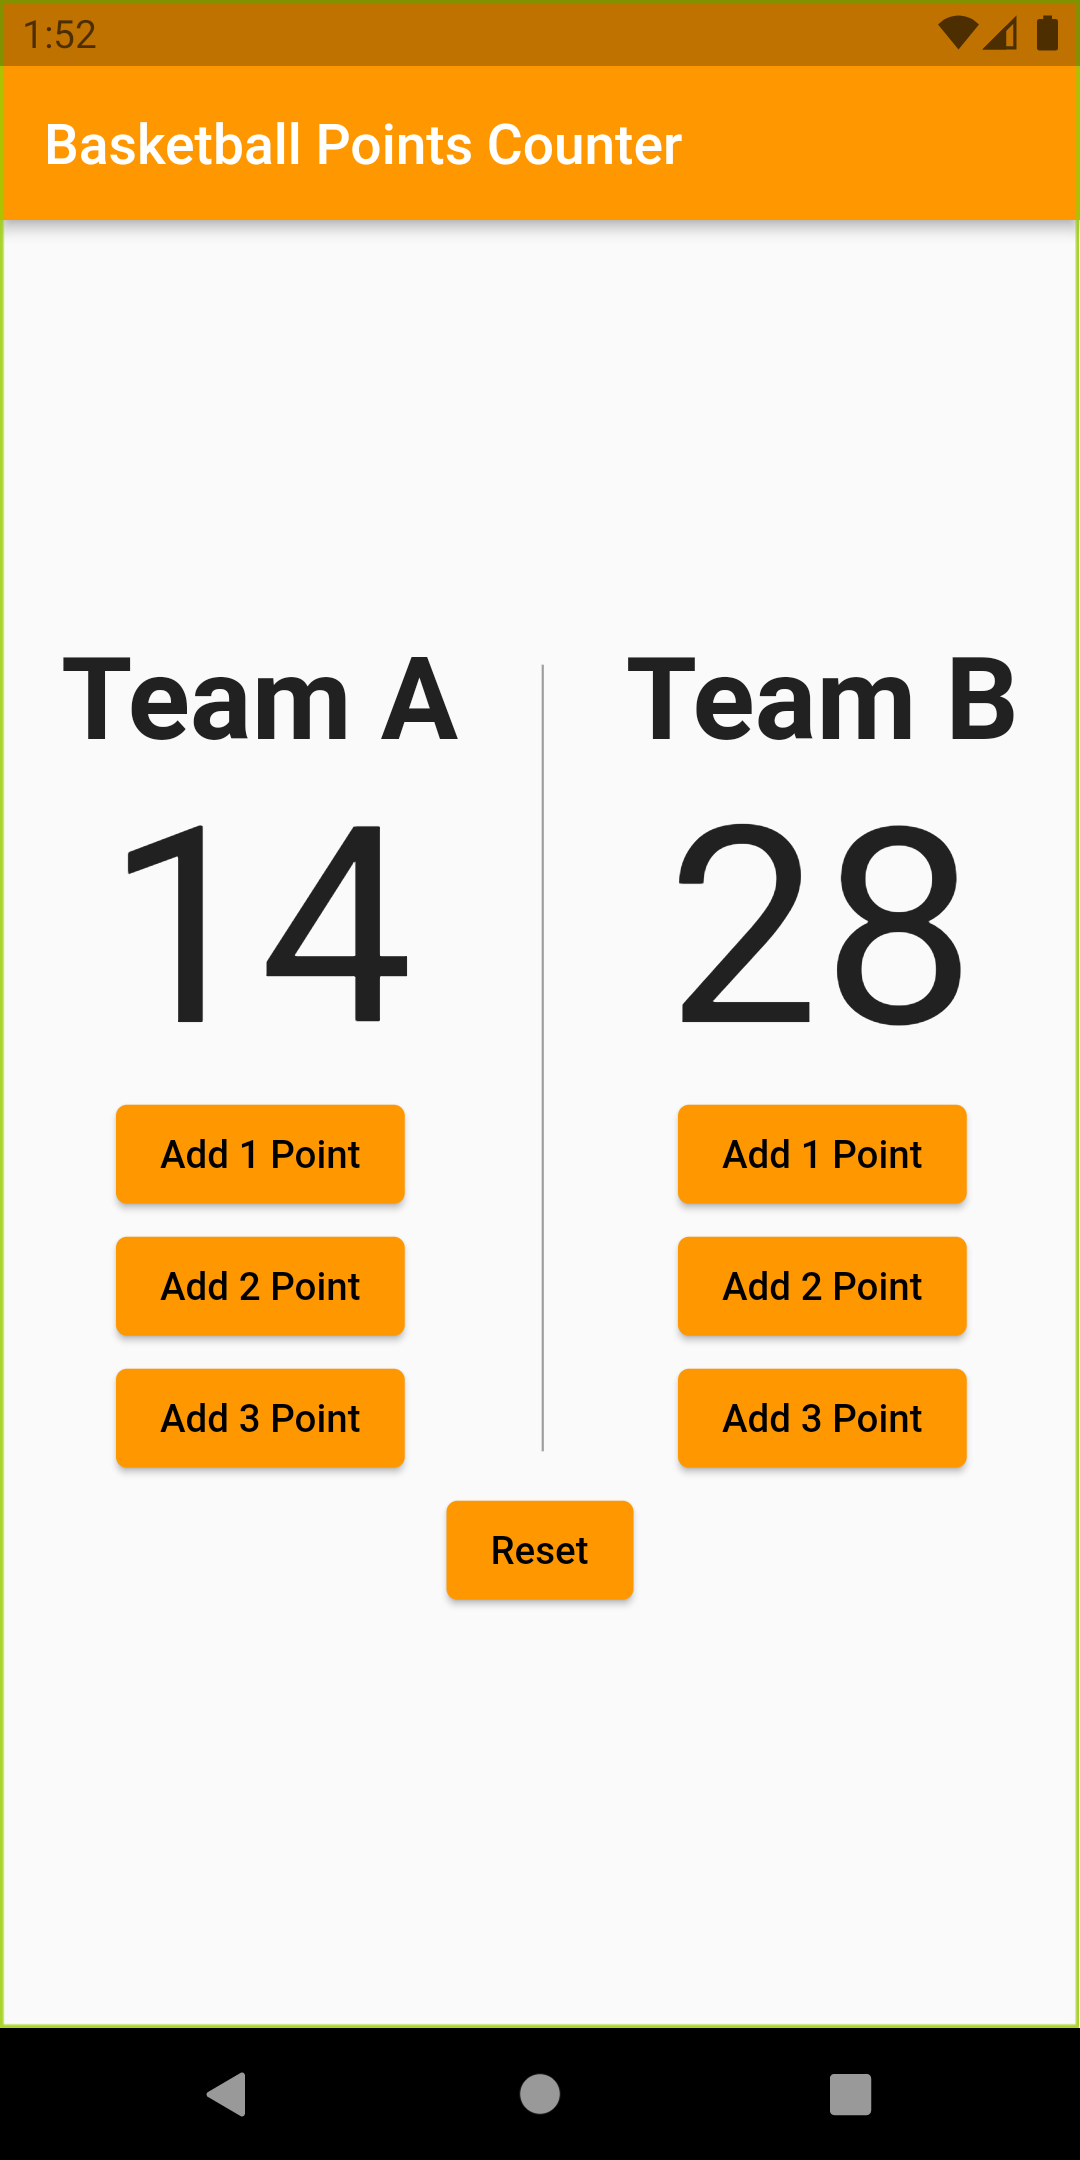 1:52
Basketball Points Counter
Team A
Team B
14
28
Add 1 Point
Add 1 Point
Add 2 Point
Add 2 Point
Add 3 Point
Add 3 Point
Reset